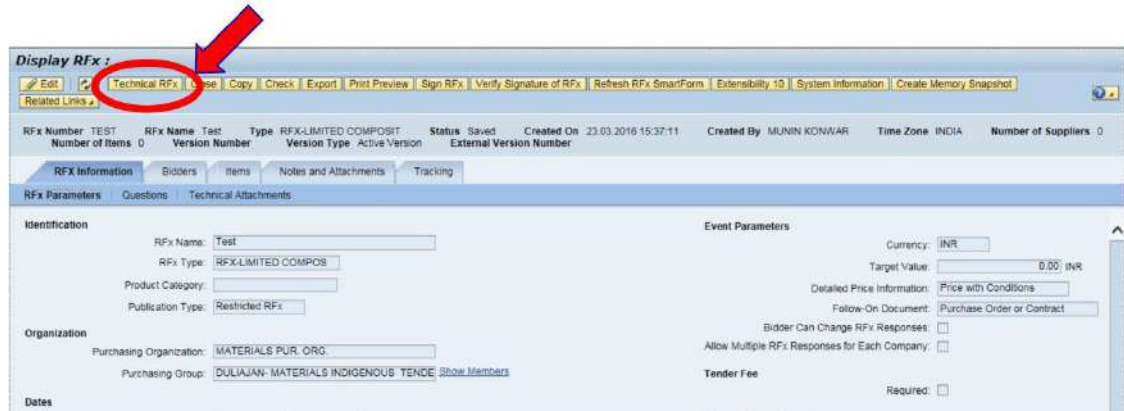 Display RFx :
Edit Technical RFx Close Copy Check Export Print Preview Sign RFx Verify Signature of RFx Refresh RFx SmartForm Extensibility 10 System Information Create Memory Snapshot
Related Links
RFx Number TEST RFx Name Test Type RFX-LIMITED COMPOSIT Status Saved Created On 23.03.2016 15:37:11 Created By MUNIN KONWAR Time Zone INDIA Number of Suppliers 0
Number of Items 0 Version Number Version Type Active Version External Version Number
RFX Information Bidders Items Notes and Attachments Tracking
RFx Parameters Questions Technical Attachments
Identification Event Parameters
RFx Name: Test Currency: INR
RFx Type: RFX-LIMITED COMPOS Target Value: 0.00 INR
Product Category: Detailed Price Information: Price with Conditions
Publication Type: Restricted RFx Follow-On Document: Purchase Order or Contract
Organization Bidder Can Change RFx Responses:
Purchasing Organization: MATERIALS PUR. ORG. Allow Multiple RFx Responses for Each Company:
Purchasing Group: DULIAJAN- MATERIALS INDIGENOUS TENDE Show Members Tender Fee
Required:
Dates